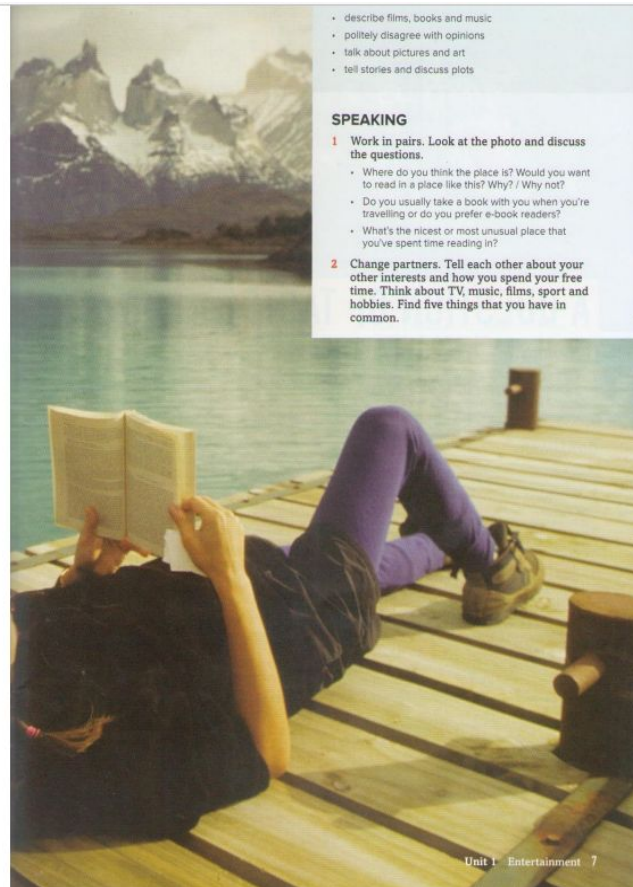 • describe films, books and music
• politely disagree with opinions
• talk about pictures and art
• tell stories and discuss plots
SPEAKING
1 Work in pairs. Look at the photo and discuss
the questions.
• Where do you think the place is? Would you want
to read in a place like this? Why? / Why not?
• Do you usually take a book with you when you're
travelling or do you prefer e-book readers?
• What's the nicest or most unusual place that
you've spent time reading in?
2 Change partners. Tell each other about your
other interests and how you spend your free
time. Think about TV, music, films, sport and
hobbies. Find five things that you have in
common.
Unit 1 Entertainment 7